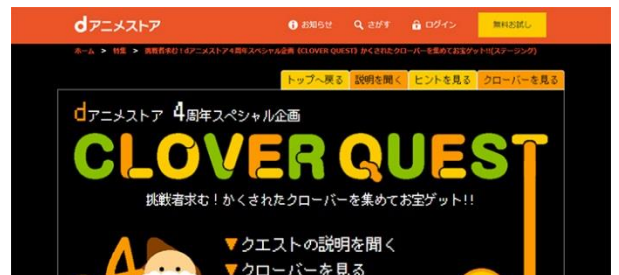 dアニメストア お知らせ さがす ログイン 無料お試し
ホーム > 特集 > 挑戦者求む!dアニメストア4周年スペシャル企画《CLOVER QUEST》かくされたクローバーを集めてお宝ゲット!!(ステージング)
トップへ戻る 説明を聞く ヒントを見る クローバーを見る
dアニメストア 4周年スペシャル企画
CLOVER QUEST
挑戦者求む!かくされたクローバーを集めてお宝ゲット!!
▼クエストの説明を聞く
▼クローバーを見る
4